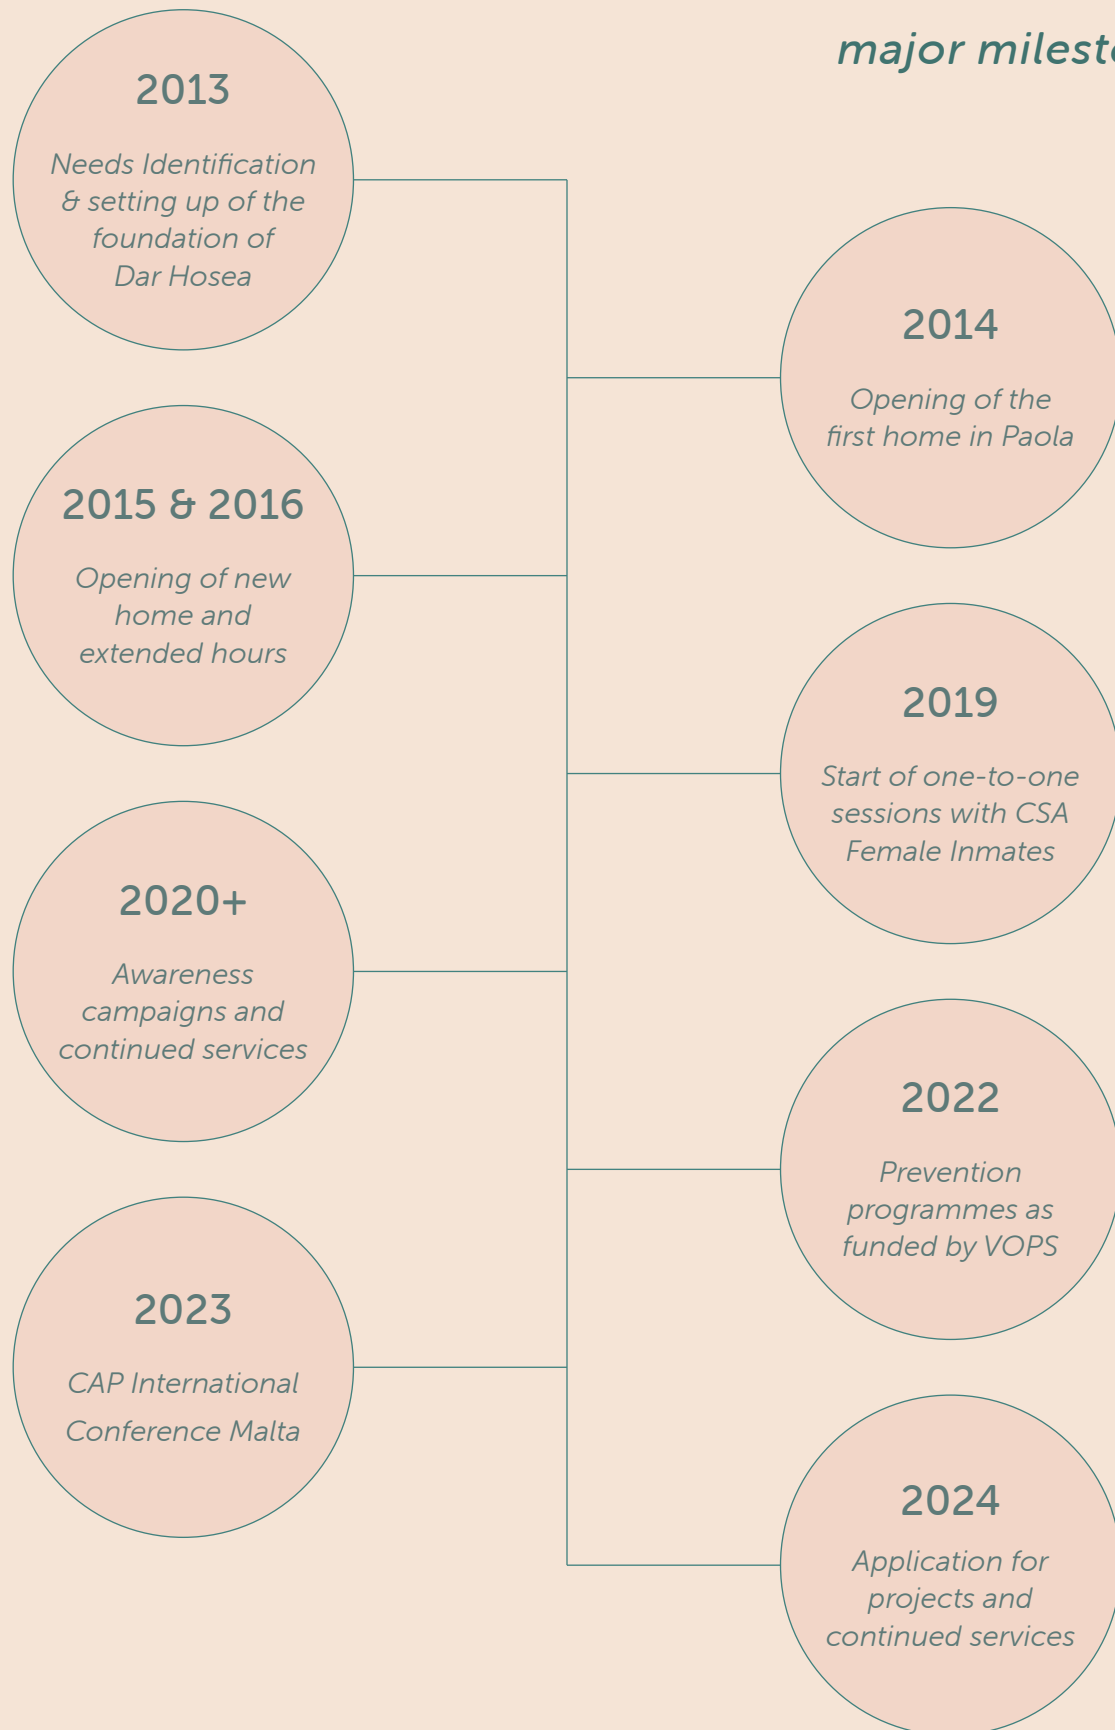 major milest
2013
Needs Identification
& setting up of the
foundation of
Dar Hosea
2014
Opening of the
first home in Paola
2015 & 2016
Opening of new
home and
extended hours
2019
Start of one-to-one
sessions with CSA
Female Inmates
2020+
Awareness
campaigns and
continued services
2022
Prevention
programmes as
funded by VOPS
2023
CAP International
Conference Malta
2024
Application for
projects and
continued services